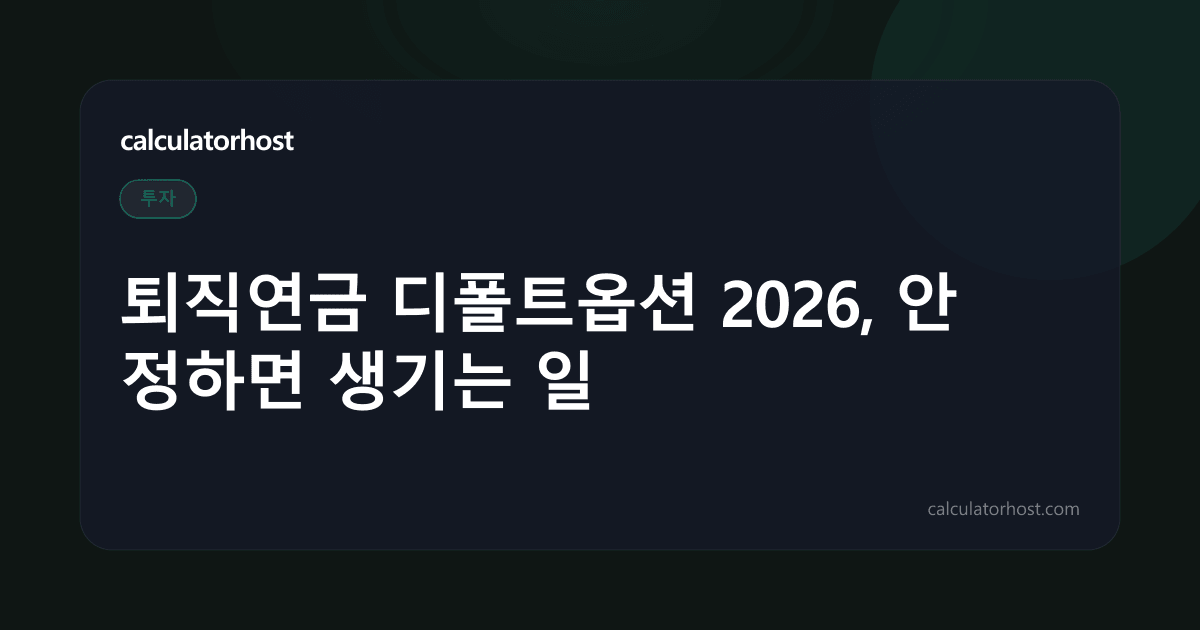 calculatorhost
투자
퇴직연금 디폴트옵션 2026, 안
정하면 생기는 일
calculatorhost.com